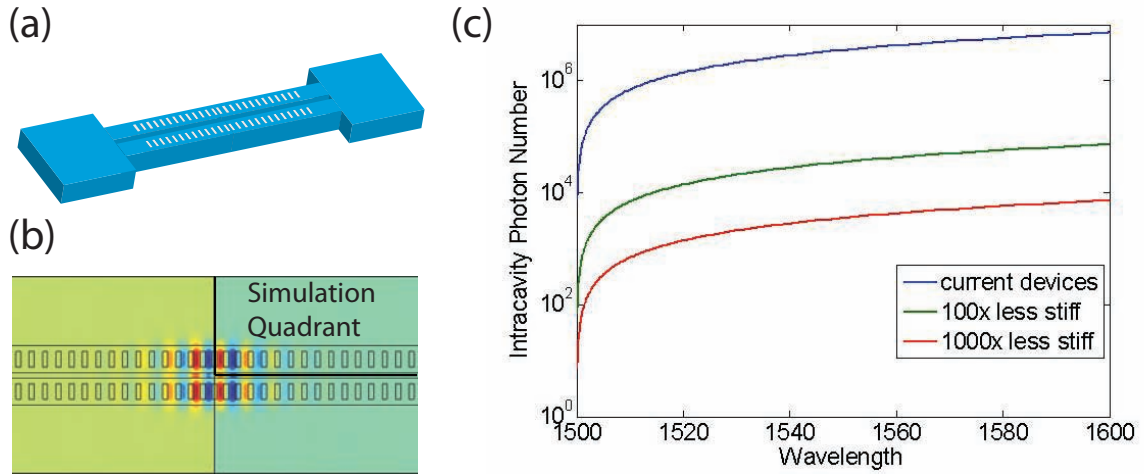 (a)
(b)
Simulation
Quadrant
(c)
Intracavity Photon Number
10^6
10^4
10^2
10^0
current devices
100x less stiff
1000x less stiff
1500 1520 1540 1560 1580 1600
Wavelength